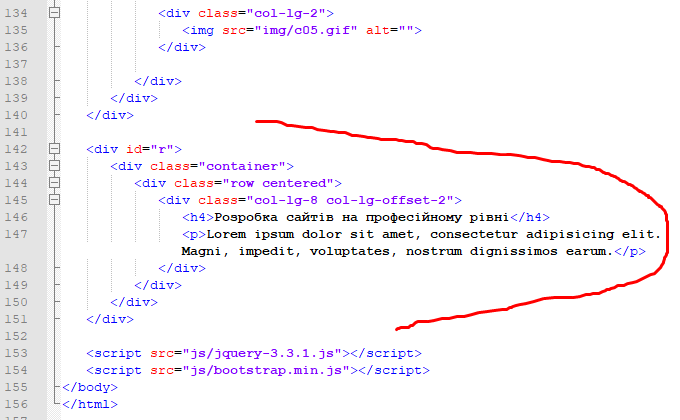 134 <div class="col-lg-2">
135 <img src="img/c05.gif" alt="">
136 </div>
137
138 </div>
139 </div>
140 </div>
141
142 <div id="r">
143 <div class="container">
144 <div class="row centered">
145 <div class="col-lg-8 col-lg-offset-2">
146 <h4>Розробка сайтів на професійному рівні</h4>
147 <p>Lorem ipsum dolor sit amet, consectetur adipisicing elit.
Magni, impedit, voluptates, nostrum dignissimos earum.</p>
148 </div>
149 </div>
150 </div>
151 </div>
152
153 <script src="js/jquery-3.3.1.js"></script>
154 <script src="js/bootstrap.min.js"></script>
155 </body>
156 </html>